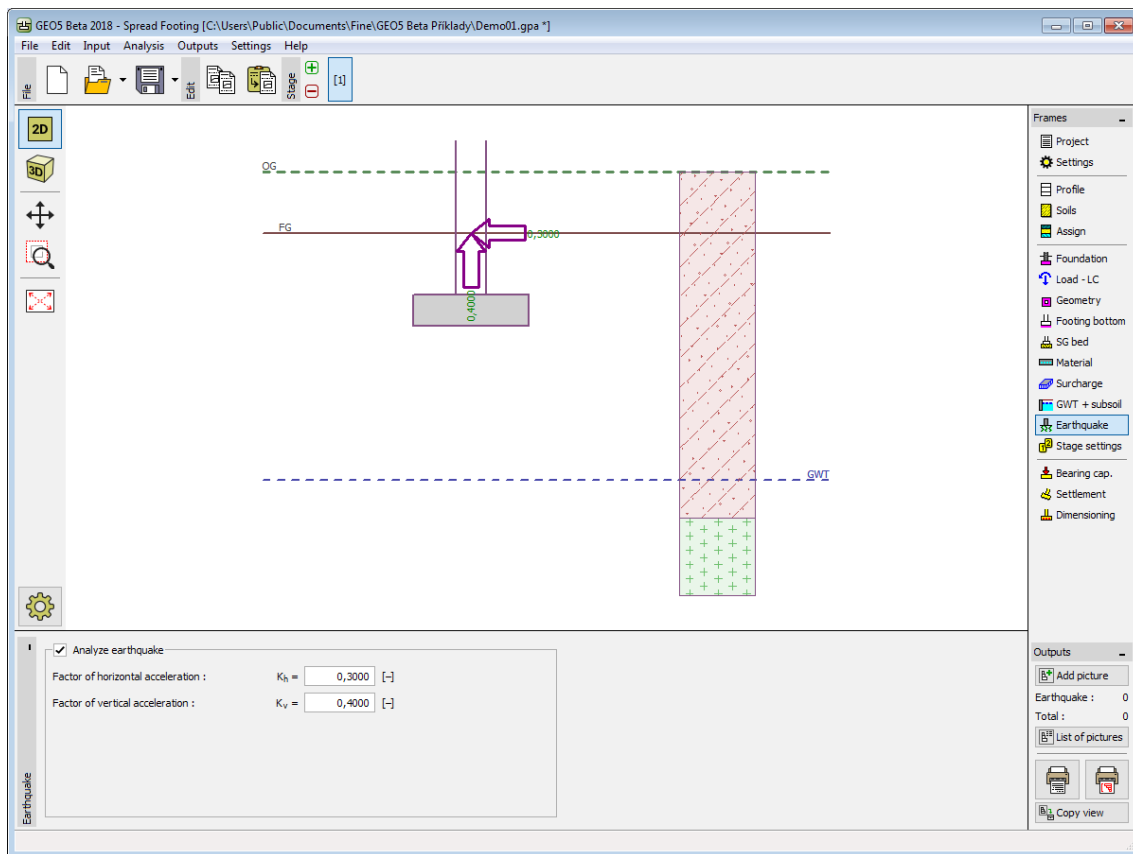 GEO5 Beta 2018 - Spread Footing [C:\Users\Public\Documents\Fine\GEO5 Beta Příklady\Demo01.gpa *]
File Edit Input Analysis Outputs Settings Help
File
Edit
Stage
[1]
2D
3D
OG
FG
0,3000
0,4000
GWT
Frames
Project
Settings
Profile
Soils
Assign
Foundation
Load - LC
Geometry
Footing bottom
SG bed
Material
Surcharge
GWT + subsoil
Earthquake
Stage settings
Bearing cap.
Settlement
Dimensioning
Earthquake
Analyze earthquake
Factor of horizontal acceleration : Kh = 0,3000 [–]
Factor of vertical acceleration : Kv = 0,4000 [–]
Outputs
Add picture
Earthquake : 0
Total : 0
List of pictures
Copy view